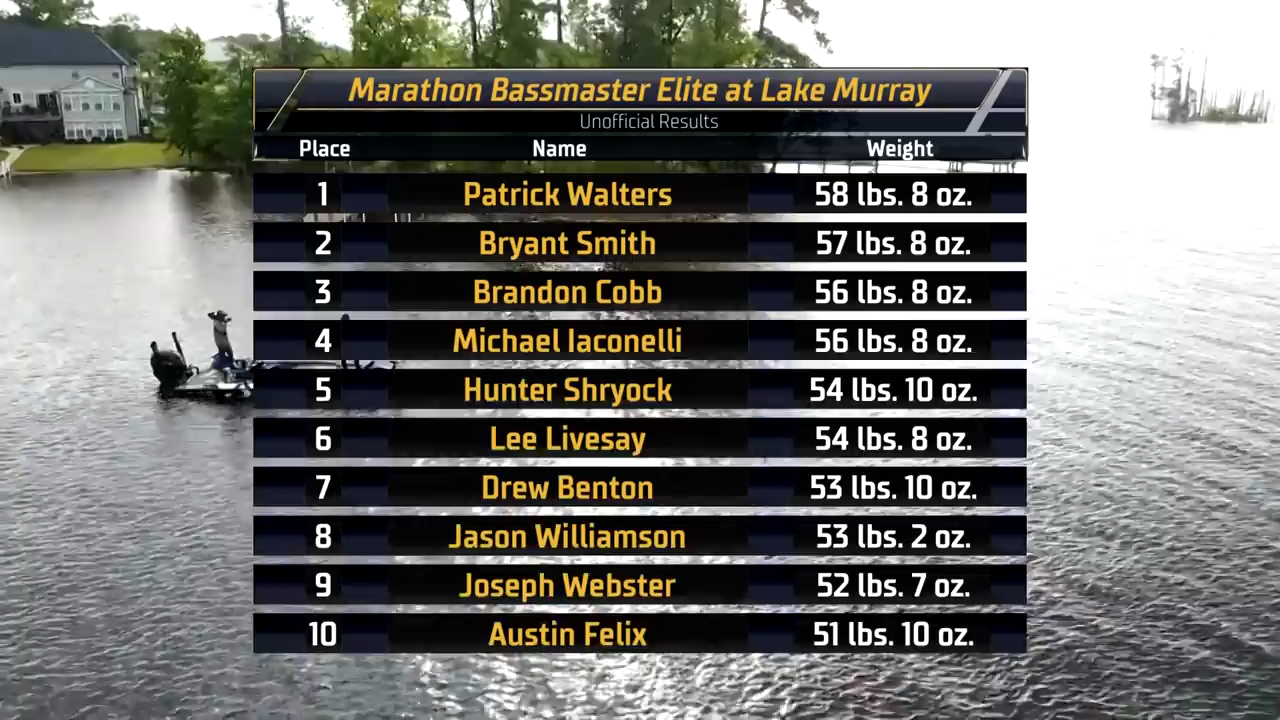 Marathon Bassmaster Elite at Lake Murray
Unofficial Results
Place Name Weight
1 Patrick Walters 58 lbs. 8 oz.
2 Bryant Smith 57 lbs. 8 oz.
3 Brandon Cobb 56 lbs. 8 oz.
4 Michael Iaconelli 56 lbs. 8 oz.
5 Hunter Shryock 54 lbs. 10 oz.
6 Lee Livesay 54 lbs. 8 oz.
7 Drew Benton 53 lbs. 10 oz.
8 Jason Williamson 53 lbs. 2 oz.
9 Joseph Webster 52 lbs. 7 oz.
10 Austin Felix 51 lbs. 10 oz.